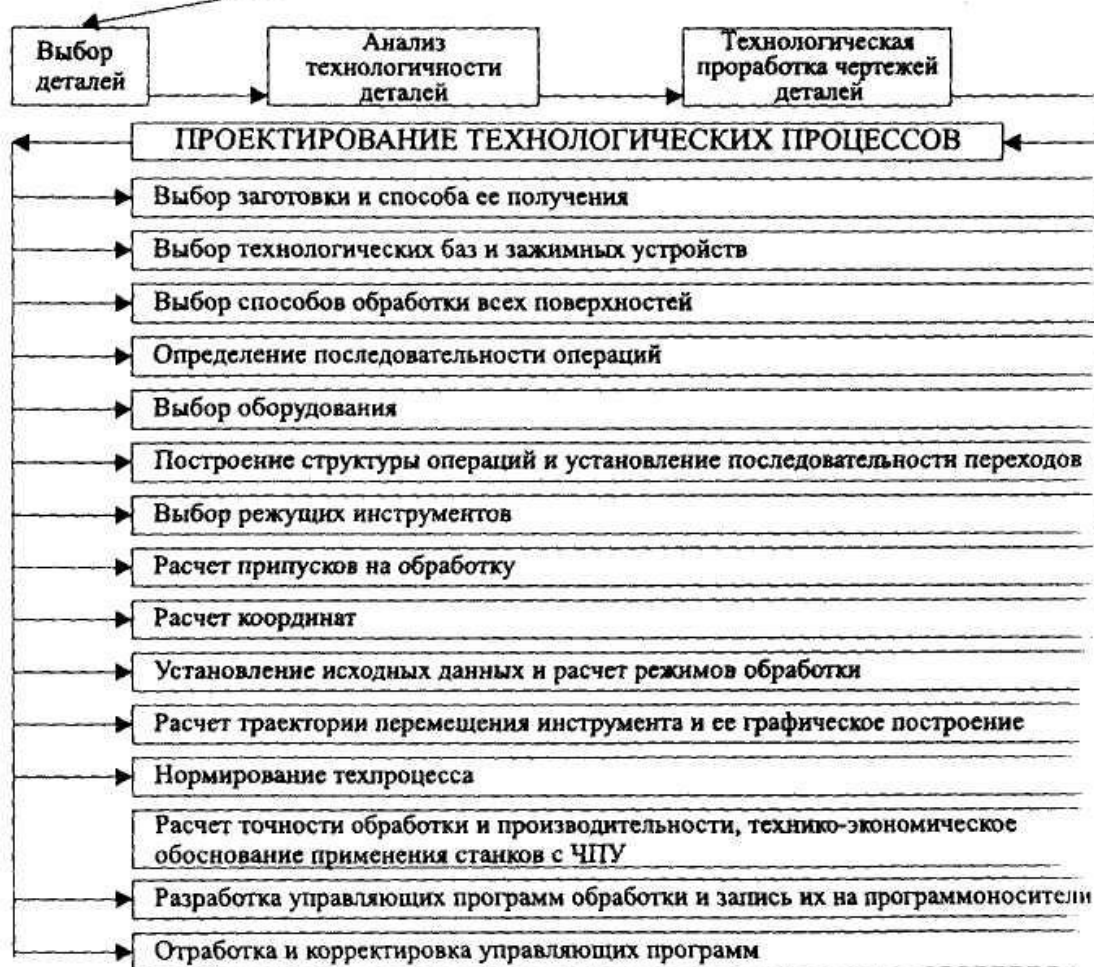 Выбор
деталей
Анализ
технологичности
деталей
Технологическая
проработка чертежей
деталей
ПРОЕКТИРОВАНИЕ ТЕХНОЛОГИЧЕСКИХ ПРОЦЕССОВ
Выбор заготовки и способа ее получения
Выбор технологических баз и зажимных устройств
Выбор способов обработки всех поверхностей
Определение последовательности операций
Выбор оборудования
Построение структуры операций и установление последовательности переходов
Выбор режущих инструментов
Расчет припусков на обработку
Расчет координат
Установление исходных данных и расчет режимов обработки
Расчет траектории перемещения инструмента и ее графическое построение
Нормирование техпроцесса
Расчет точности обработки и производительности, технико-экономическое
обоснование применения станков с ЧПУ
Разработка управляющих программ обработки и запись их на программоносители
Отработка и корректировка управляющих программ